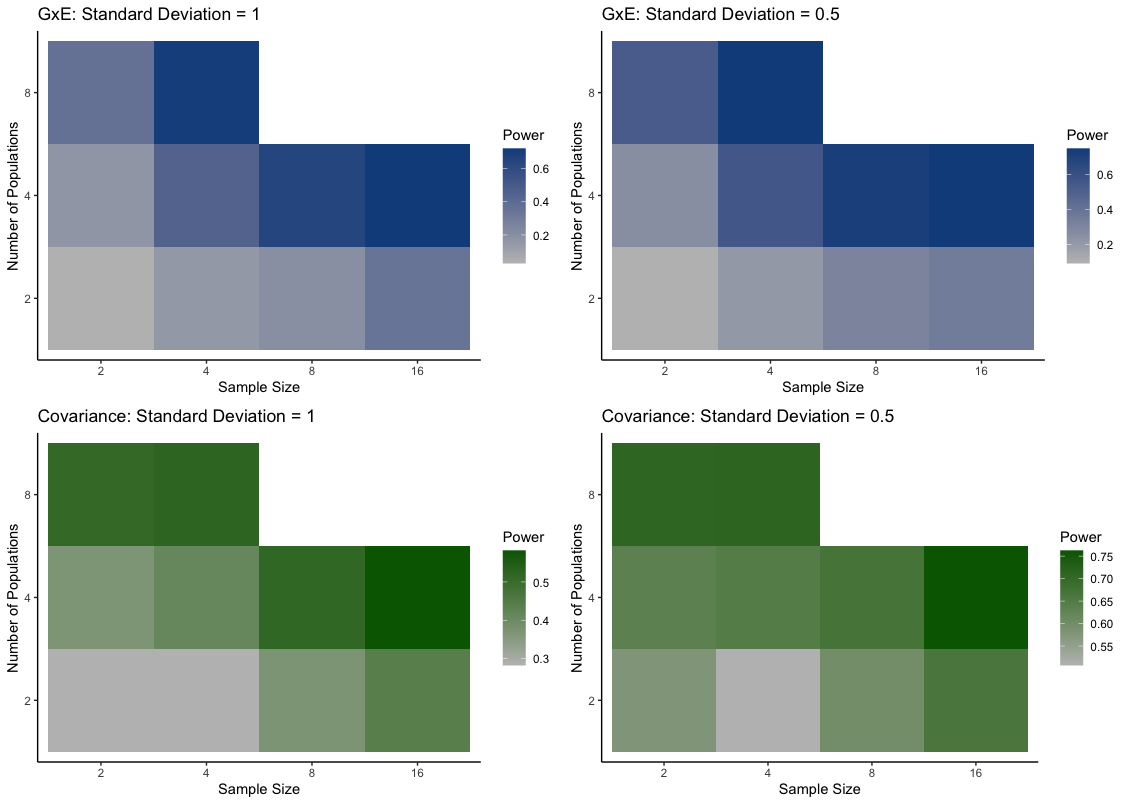 GxE: Standard Deviation = 1
Number of Populations
8
4
2
2 4 8 16
Sample Size
Power
0.6
0.4
0.2
GxE: Standard Deviation = 0.5
Number of Populations
8
4
2
2 4 8 16
Sample Size
Power
0.6
0.4
0.2
Covariance: Standard Deviation = 1
Number of Populations
8
4
2
2 4 8 16
Sample Size
Power
0.5
0.4
0.3
Covariance: Standard Deviation = 0.5
Number of Populations
8
4
2
2 4 8 16
Sample Size
Power
0.75
0.70
0.65
0.60
0.55